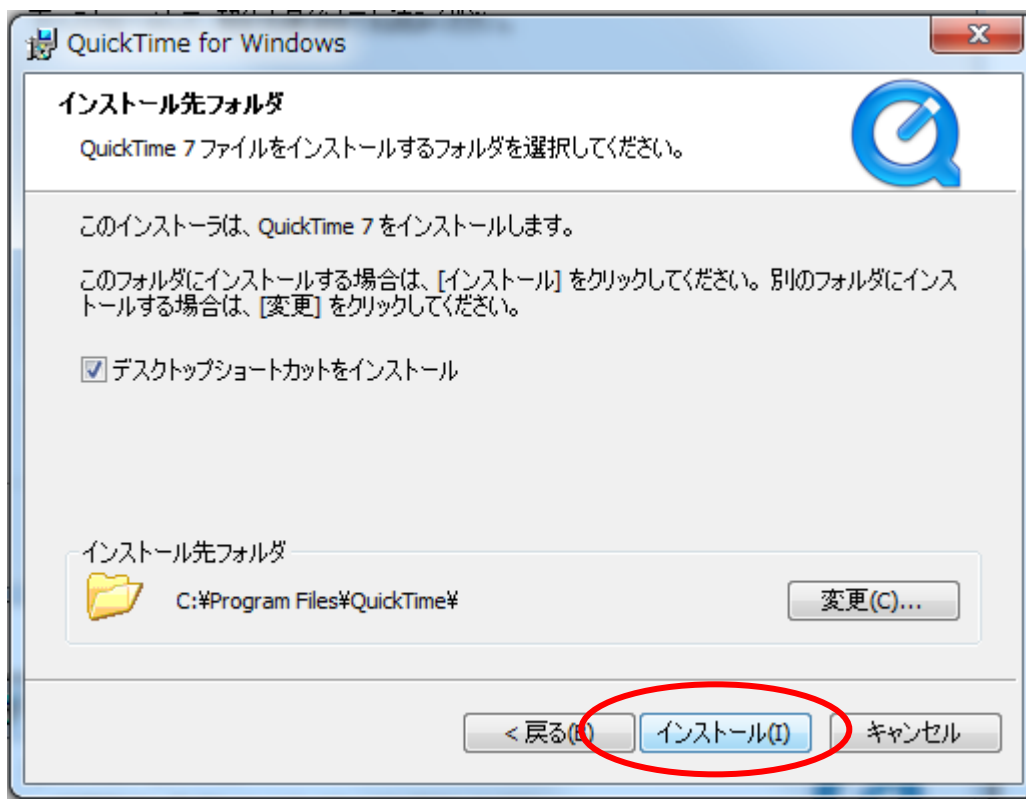 QuickTime for Windows
インストール先フォルダ
QuickTime 7 ファイルをインストールするフォルダを選択してください。
このインストーラは、QuickTime 7 をインストールします。
このフォルダにインストールする場合は、[インストール] をクリックしてください。別のフォルダにインス
トールする場合は、[変更] をクリックしてください。
デスクトップショートカットをインストール
インストール先フォルダ
C:¥Program Files¥QuickTime¥
変更(C)...
< 戻る(B)
インストール(I)
キャンセル